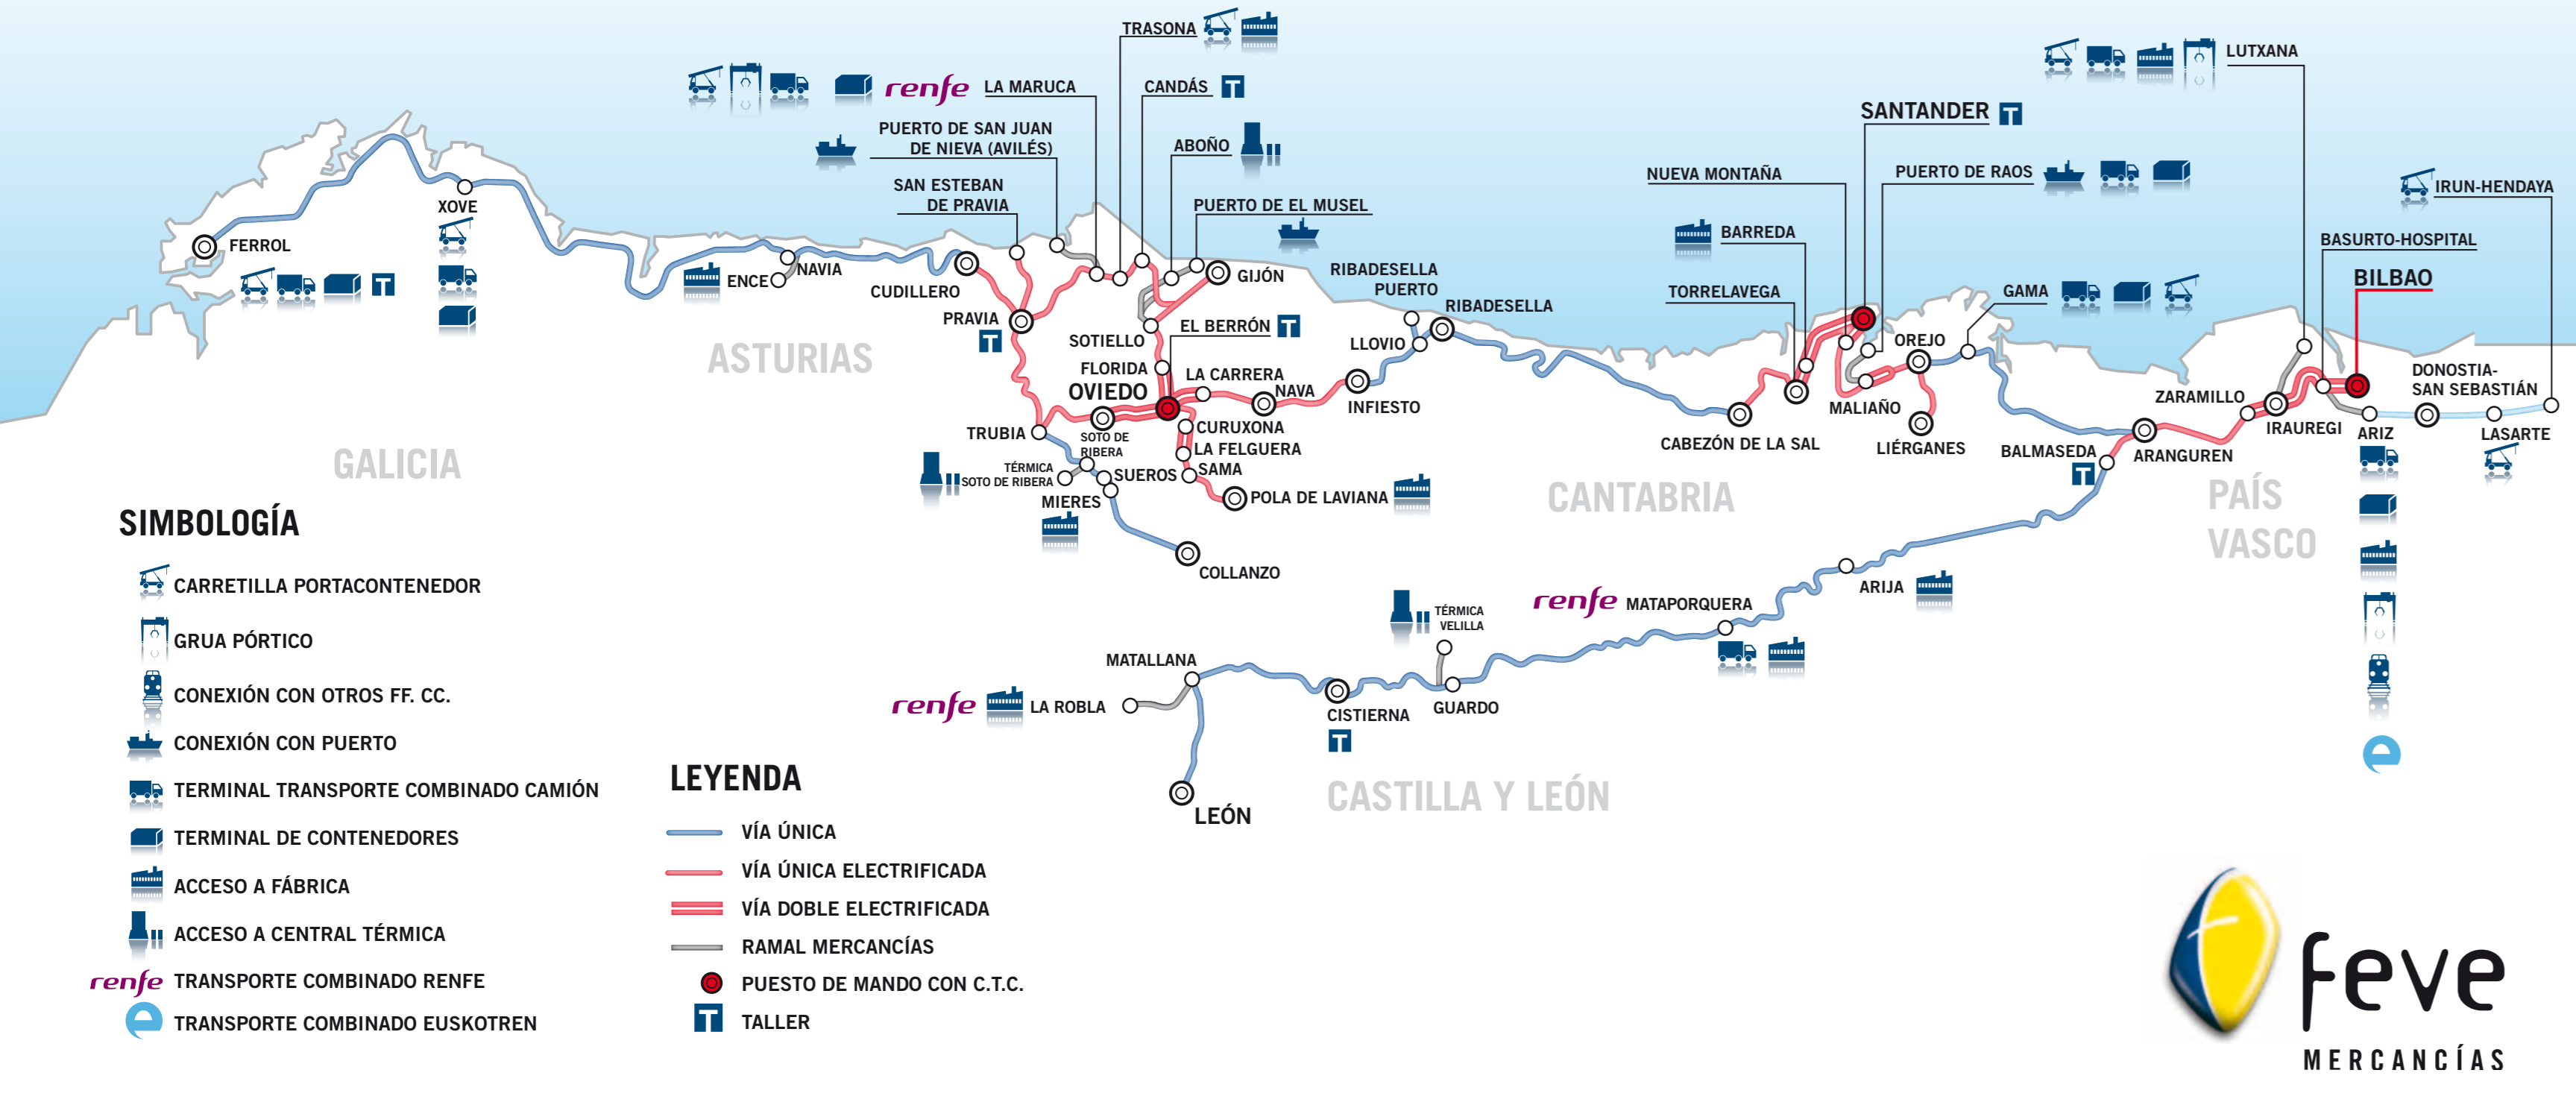 TRASONA
LUTXANA
renfe LA MARUCA
CANDÁS T
SANTANDER T
PUERTO DE SAN JUAN
DE NIEVA (AVILÉS)
ABOÑO
NUEVA MONTAÑA
PUERTO DE RAOS
SAN ESTEBAN
DE PRAVIA
IRUN-HENDAYA
XOVE
PUERTO DE EL MUSEL
BARREDA
BASURTO-HOSPITAL
FERROL
T
ENCE
NAVIA
CUDILLERO
GIJÓN
RIBADESELLA
PUERTO
RIBADESELLA
TORRELAVEGA
GAMA
BILBAO
PRAVIA
T
SOTIELLO
EL BERRÓN T
LLOVIO
OREJO
ASTURIAS
FLORIDA
LA CARRERA
OVIEDO
NAVA
INFIESTO
MALIAÑO
ZARAMILLO
DONOSTIA-
SAN SEBASTIÁN
TRUBIA
SOTO DE
RIBERA
CURUXONA
LA FELGUERA
CABEZÓN DE LA SAL
LIÉRGANES
BALMASEDA
T
ARANGUREN
IRAUREGI
ARIZ
LASARTE
GALICIA
TÉRMICA
SOTO DE RIBERA
SUEROS
SAMA
MIERES
POLA DE LAVIANA
CANTABRIA
PAÍS
VASCO
COLLANZO
renfe MATAPORQUERA
ARIJA
TÉRMICA
VELILLA
MATALLANA
renfe LA ROBLA
CISTIERNA
T
GUARDO
LEÓN
CASTILLA Y LEÓN
e
SIMBOLOGÍA
CARRETILLA PORTACONTENEDOR
GRUA PÓRTICO
CONEXIÓN CON OTROS FF. CC.
CONEXIÓN CON PUERTO
TERMINAL TRANSPORTE COMBINADO CAMIÓN
TERMINAL DE CONTENEDORES
ACCESO A FÁBRICA
ACCESO A CENTRAL TÉRMICA
renfe TRANSPORTE COMBINADO RENFE
e TRANSPORTE COMBINADO EUSKOTREN
LEYENDA
VÍA ÚNICA
VÍA ÚNICA ELECTRIFICADA
VÍA DOBLE ELECTRIFICADA
RAMAL MERCANCÍAS
PUESTO DE MANDO CON C.T.C.
T TALLER
f feve
MERCANCÍAS